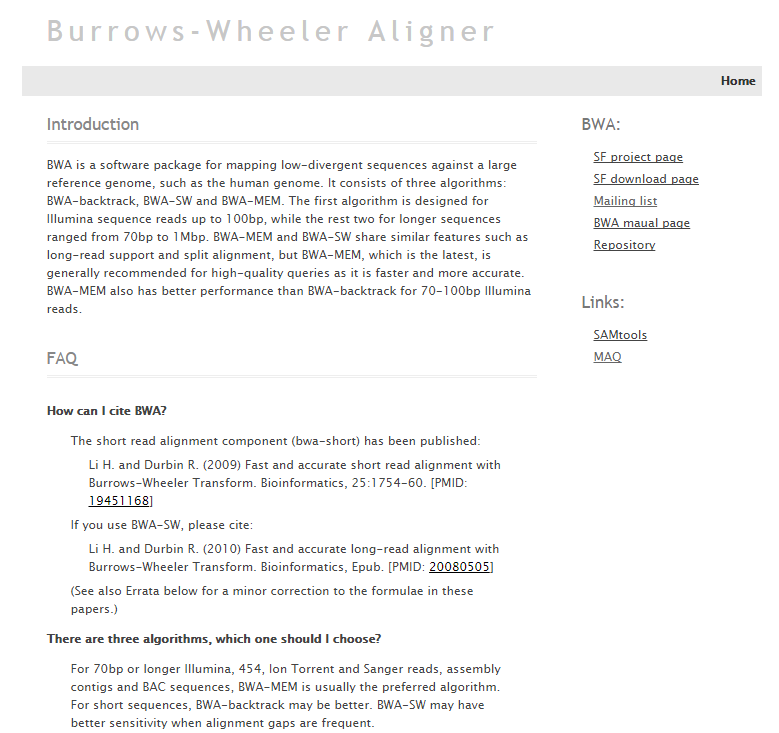 Burrows-Wheeler Aligner
Home
Introduction
BWA is a software package for mapping low-divergent sequences against a large
reference genome, such as the human genome. It consists of three algorithms:
BWA-backtrack, BWA-SW and BWA-MEM. The first algorithm is designed for
Illumina sequence reads up to 100bp, while the rest two for longer sequences
ranged from 70bp to 1Mbp. BWA-MEM and BWA-SW share similar features such as
long-read support and split alignment, but BWA-MEM, which is the latest, is
generally recommended for high-quality queries as it is faster and more accurate.
BWA-MEM also has better performance than BWA-backtrack for 70-100bp Illumina
reads.
FAQ
How can I cite BWA?
The short read alignment component (bwa-short) has been published:
Li H. and Durbin R. (2009) Fast and accurate short read alignment with
Burrows-Wheeler Transform. Bioinformatics, 25:1754-60. [PMID:
19451168]
If you use BWA-SW, please cite:
Li H. and Durbin R. (2010) Fast and accurate long-read alignment with
Burrows-Wheeler Transform. Bioinformatics, Epub. [PMID: 20080505]
(See also Errata below for a minor correction to the formulae in these
papers.)
There are three algorithms, which one should I choose?
For 70bp or longer Illumina, 454, Ion Torrent and Sanger reads, assembly
contigs and BAC sequences, BWA-MEM is usually the preferred algorithm.
For short sequences, BWA-backtrack may be better. BWA-SW may have
better sensitivity when alignment gaps are frequent.
BWA:
SF project page
SF download page
Mailing list
BWA maual page
Repository
Links:
SAMtools
MAQ